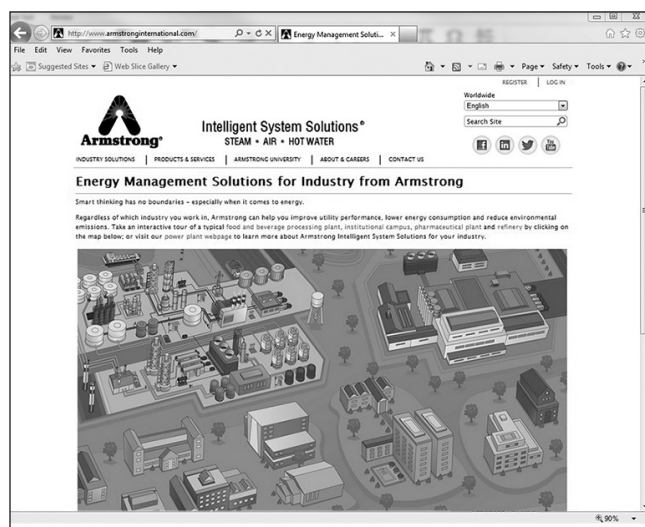 http://www.armstronginternational.com/
Energy Management Soluti...
File Edit View Favorites Tools Help
Suggested Sites Web Slice Gallery
Page Safety Tools
REGISTER | LOG IN
Worldwide
English
Search Site
Armstrong®
Intelligent System Solutions®
STEAM • AIR • HOT WATER
INDUSTRY SOLUTIONS | PRODUCTS & SERVICES | ARMSTRONG UNIVERSITY | ABOUT & CAREERS | CONTACT US
Energy Management Solutions for Industry from Armstrong
Smart thinking has no boundaries – especially when it comes to energy.
Regardless of which industry you work in, Armstrong can help you improve utility performance, lower energy consumption and reduce environmental
emissions. Take an interactive tour of a typical food and beverage processing plant, institutional campus, pharmaceutical plant and refinery by clicking on
the map below; or visit our power plant webpage to learn more about Armstrong Intelligent System Solutions for your industry.
90%